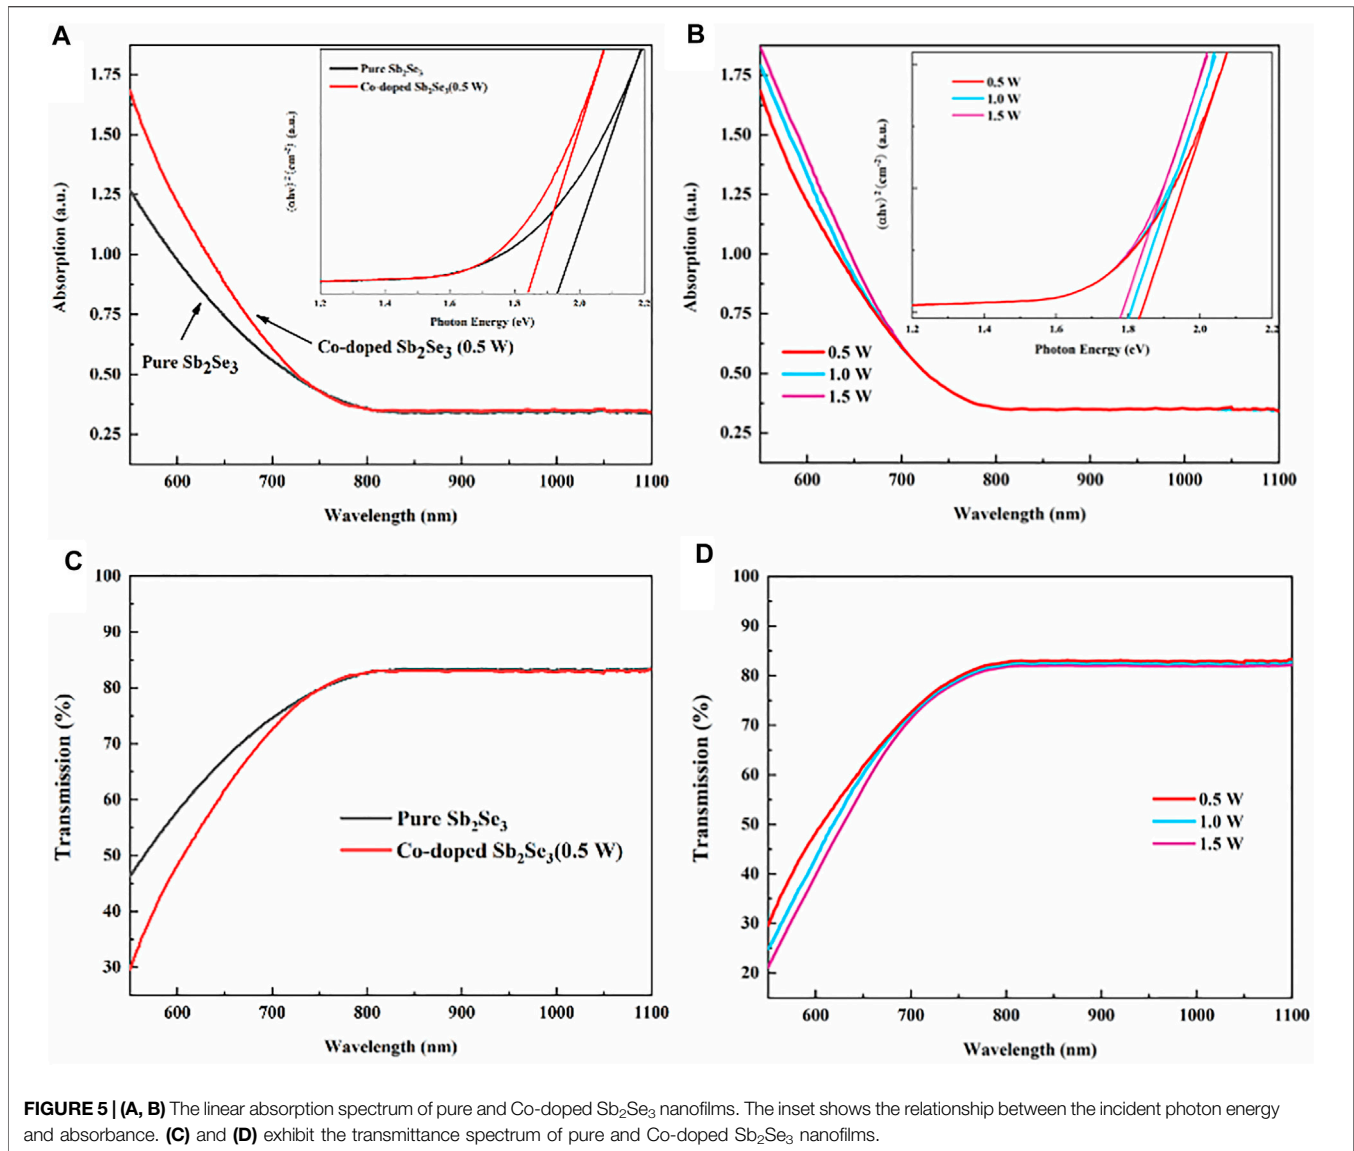 A
1.75
1.50
1.25
1.00
0.75
0.50
0.25
Absorption (a.u.)
600 700 800 900 1000 1100
Wavelength (nm)
Pure Sb2Se3
Co-doped Sb2Se3 (0.5 W)
Pure Sb2Se3
Co-doped Sb2Se3(0.5 W)
(αhν)²(cm⁻²) (a.u.)
1.2 1.4 1.6 1.8 2.0 2.2
Photon Energy (eV)
B
1.75
1.50
1.25
1.00
0.75
0.50
0.25
Absorption (a.u.)
600 700 800 900 1000 1100
Wavelength (nm)
0.5 W
1.0 W
1.5 W
0.5 W
1.0 W
1.5 W
(αhν)²(cm⁻²) (a.u.)
1.2 1.4 1.6 1.8 2.0 2.2
Photon Energy (eV)
C
100
90
80
70
60
50
40
30
Transmission (%)
600 700 800 900 1000 1100
Wavelength (nm)
Pure Sb2Se3
Co-doped Sb2Se3(0.5 W)
D
100
90
80
70
60
50
40
30
20
Transmission (%)
600 700 800 900 1000 1100
Wavelength (nm)
0.5 W
1.0 W
1.5 W
FIGURE 5 | (A, B) The linear absorption spectrum of pure and Co-doped Sb2Se3 nanofilms. The inset shows the relationship between the incident photon energy
and absorbance. (C) and (D) exhibit the transmittance spectrum of pure and Co-doped Sb2Se3 nanofilms.